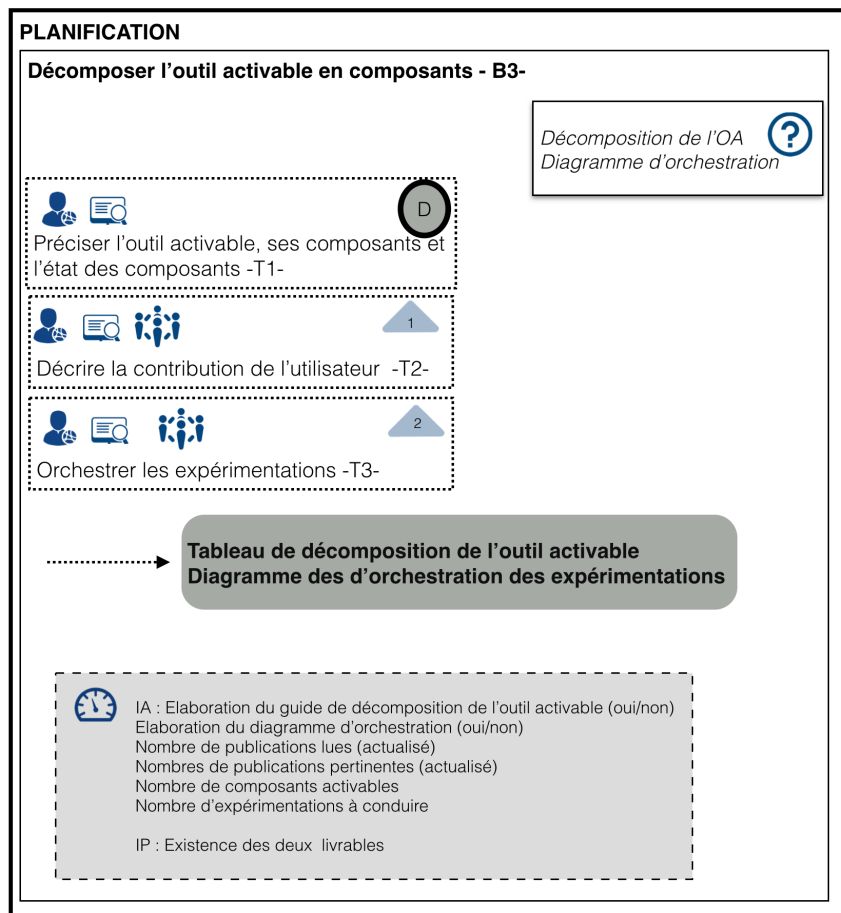 PLANIFICATION
Décomposer l'outil activable en composants - B3-
Décomposition de l'OA
Diagramme d'orchestration
?
D
Préciser l'outil activable, ses composants et
l'état des composants -T1-
1
Décrire la contribution de l'utilisateur -T2-
2
Orchestrer les expérimentations -T3-
Tableau de décomposition de l'outil activable
Diagramme des d'orchestration des expérimentations
IA : Elaboration du guide de décomposition de l'outil activable (oui/non)
Elaboration du diagramme d'orchestration (oui/non)
Nombre de publications lues (actualisé)
Nombres de publications pertinentes (actualisé)
Nombre de composants activables
Nombre d'expérimentations à conduire
IP : Existence des deux livrables